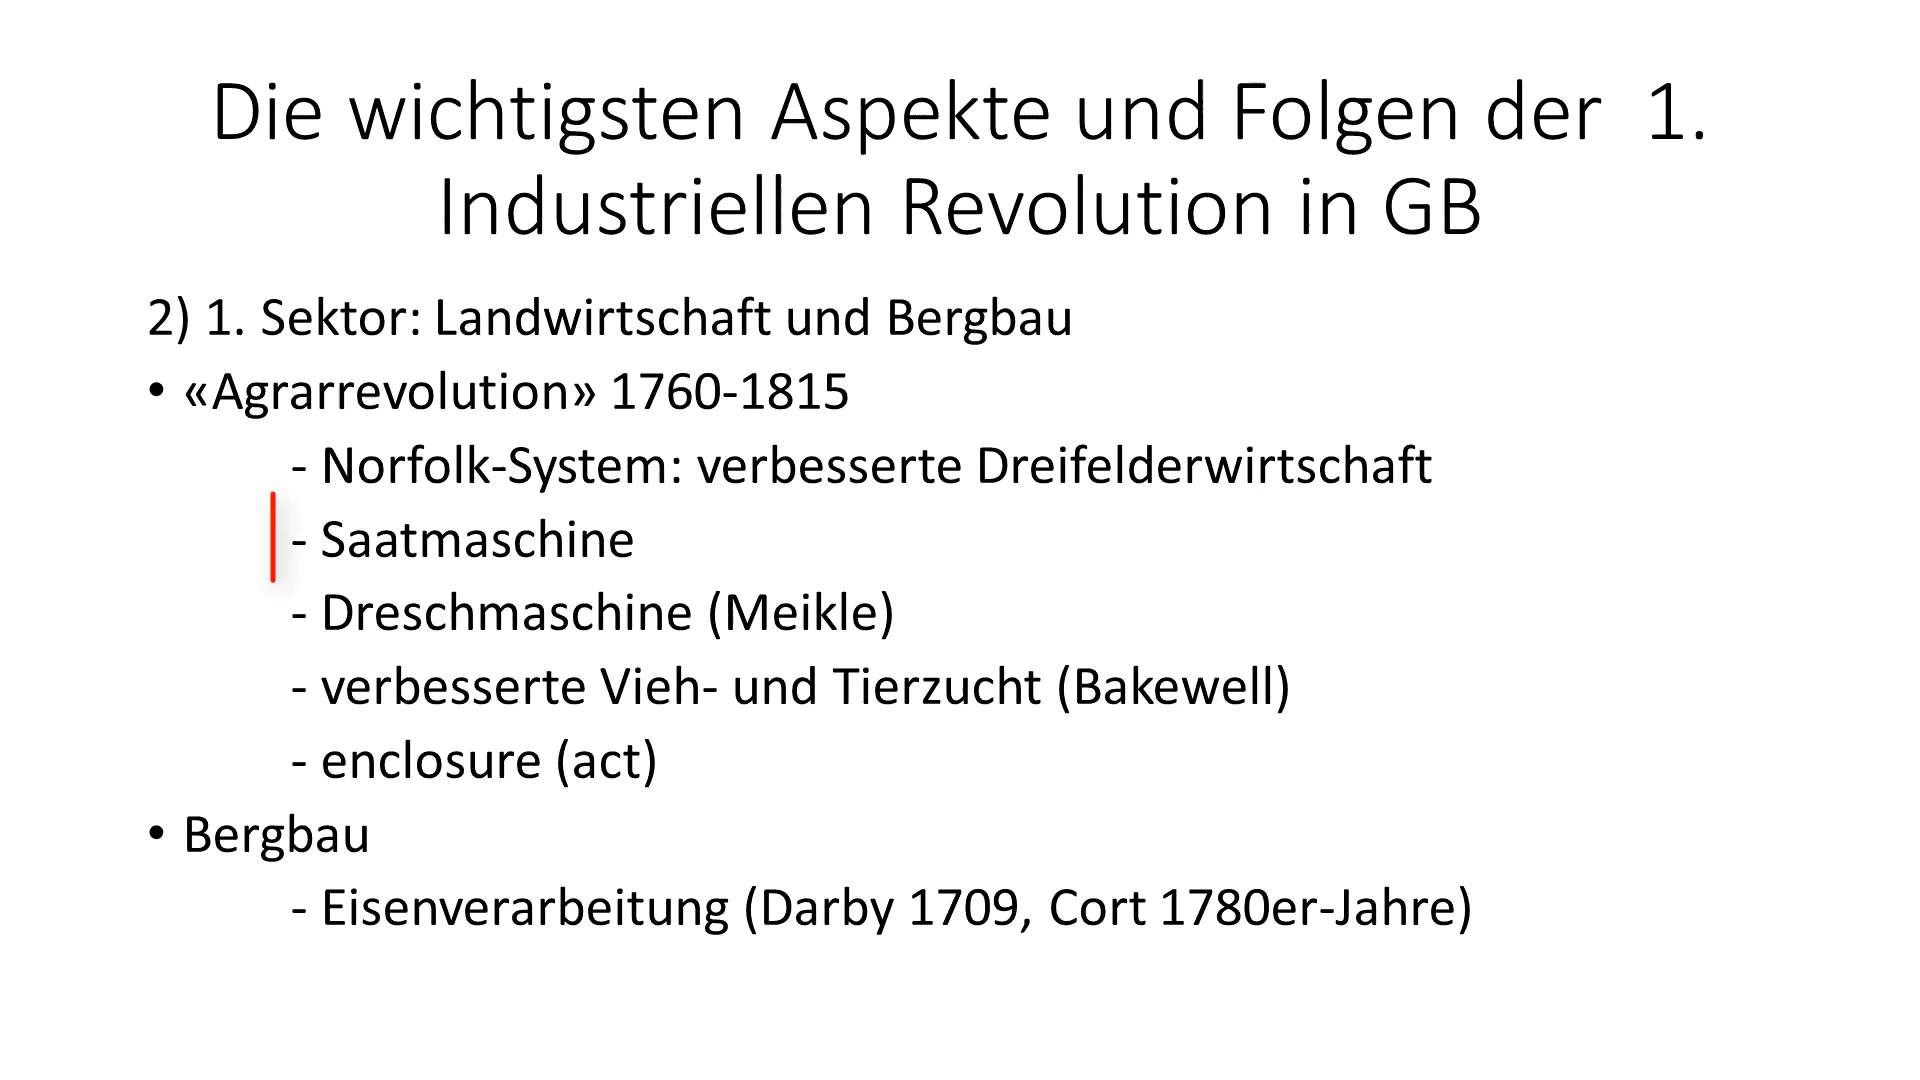 Die wichtigsten Aspekte und Folgen der  1.
Industriellen Revolution in GB
2) 1. Sektor: Landwirtschaft und Bergbau
• «Agrarrevolution» 1760-1815
- Norfolk-System: verbesserte Dreifelderwirtschaft
- Saatmaschine
- Dreschmaschine (Meikle)
- verbesserte Vieh- und Tierzucht (Bakewell)
- enclosure (act)
• Bergbau
- Eisenverarbeitung (Darby 1709, Cort 1780er-Jahre)